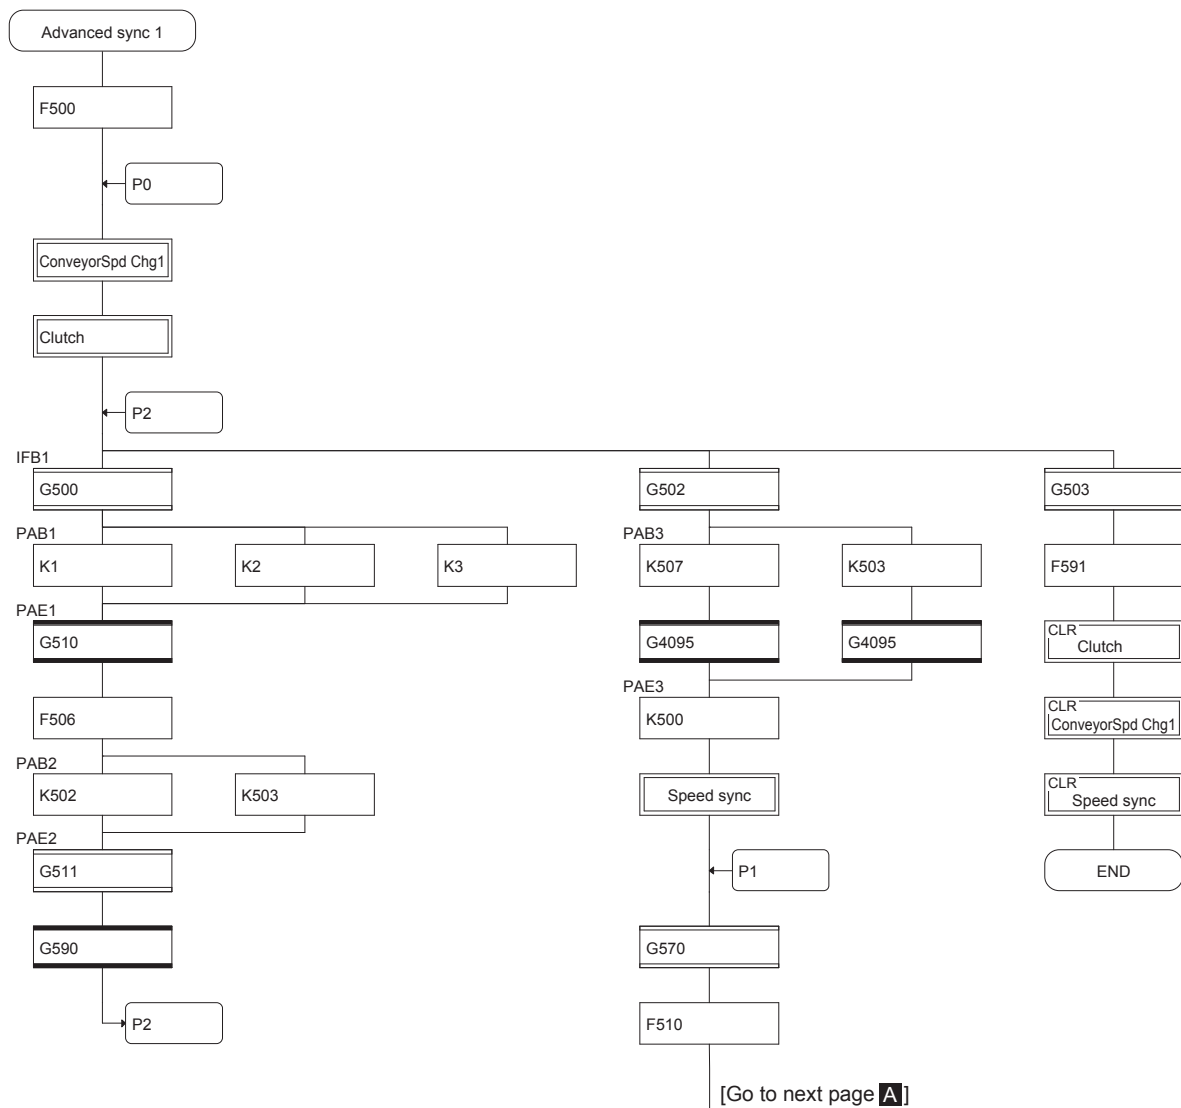 Advanced sync 1
F500
P0
ConveyorSpd Chg1
Clutch
P2
IFB1
G500
G502
G503
PAB1
K1
K2
K3
PAB3
K507
K503
F591
PAE1
G510
G4095
G4095
CLR
Clutch
F506
PAE3
K500
CLR
ConveyorSpd Chg1
PAB2
K502
K503
Speed sync
CLR
Speed sync
PAE2
G511
P1
END
G590
G570
P2
F510
[Go to next page A]